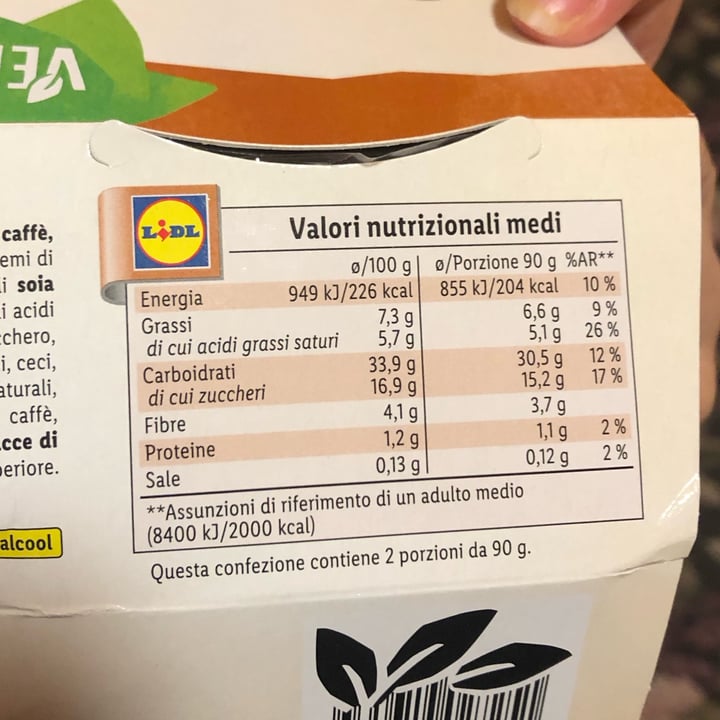 VE
caffè,
emi di
soia
acidi
chero,
ceci,
aturali,
caffè,
cce di
eriore.
alcool
LIDL
Valori nutrizionali medi
ø/100 g ø/Porzione 90 g %AR**
Energia 949 kJ/226 kcal 855 kJ/204 kcal 10 %
Grassi 7,3 g 6,6 g 9 %
di cui acidi grassi saturi 5,7 g 5,1 g 26 %
Carboidrati 33,9 g 30,5 g 12 %
di cui zuccheri 16,9 g 15,2 g 17 %
Fibre 4,1 g 3,7 g
Proteine 1,2 g 1,1 g 2 %
Sale 0,13 g 0,12 g 2 %
**Assunzioni di riferimento di un adulto medio
(8400 kJ/2000 kcal)
Questa confezione contiene 2 porzioni da 90 g.